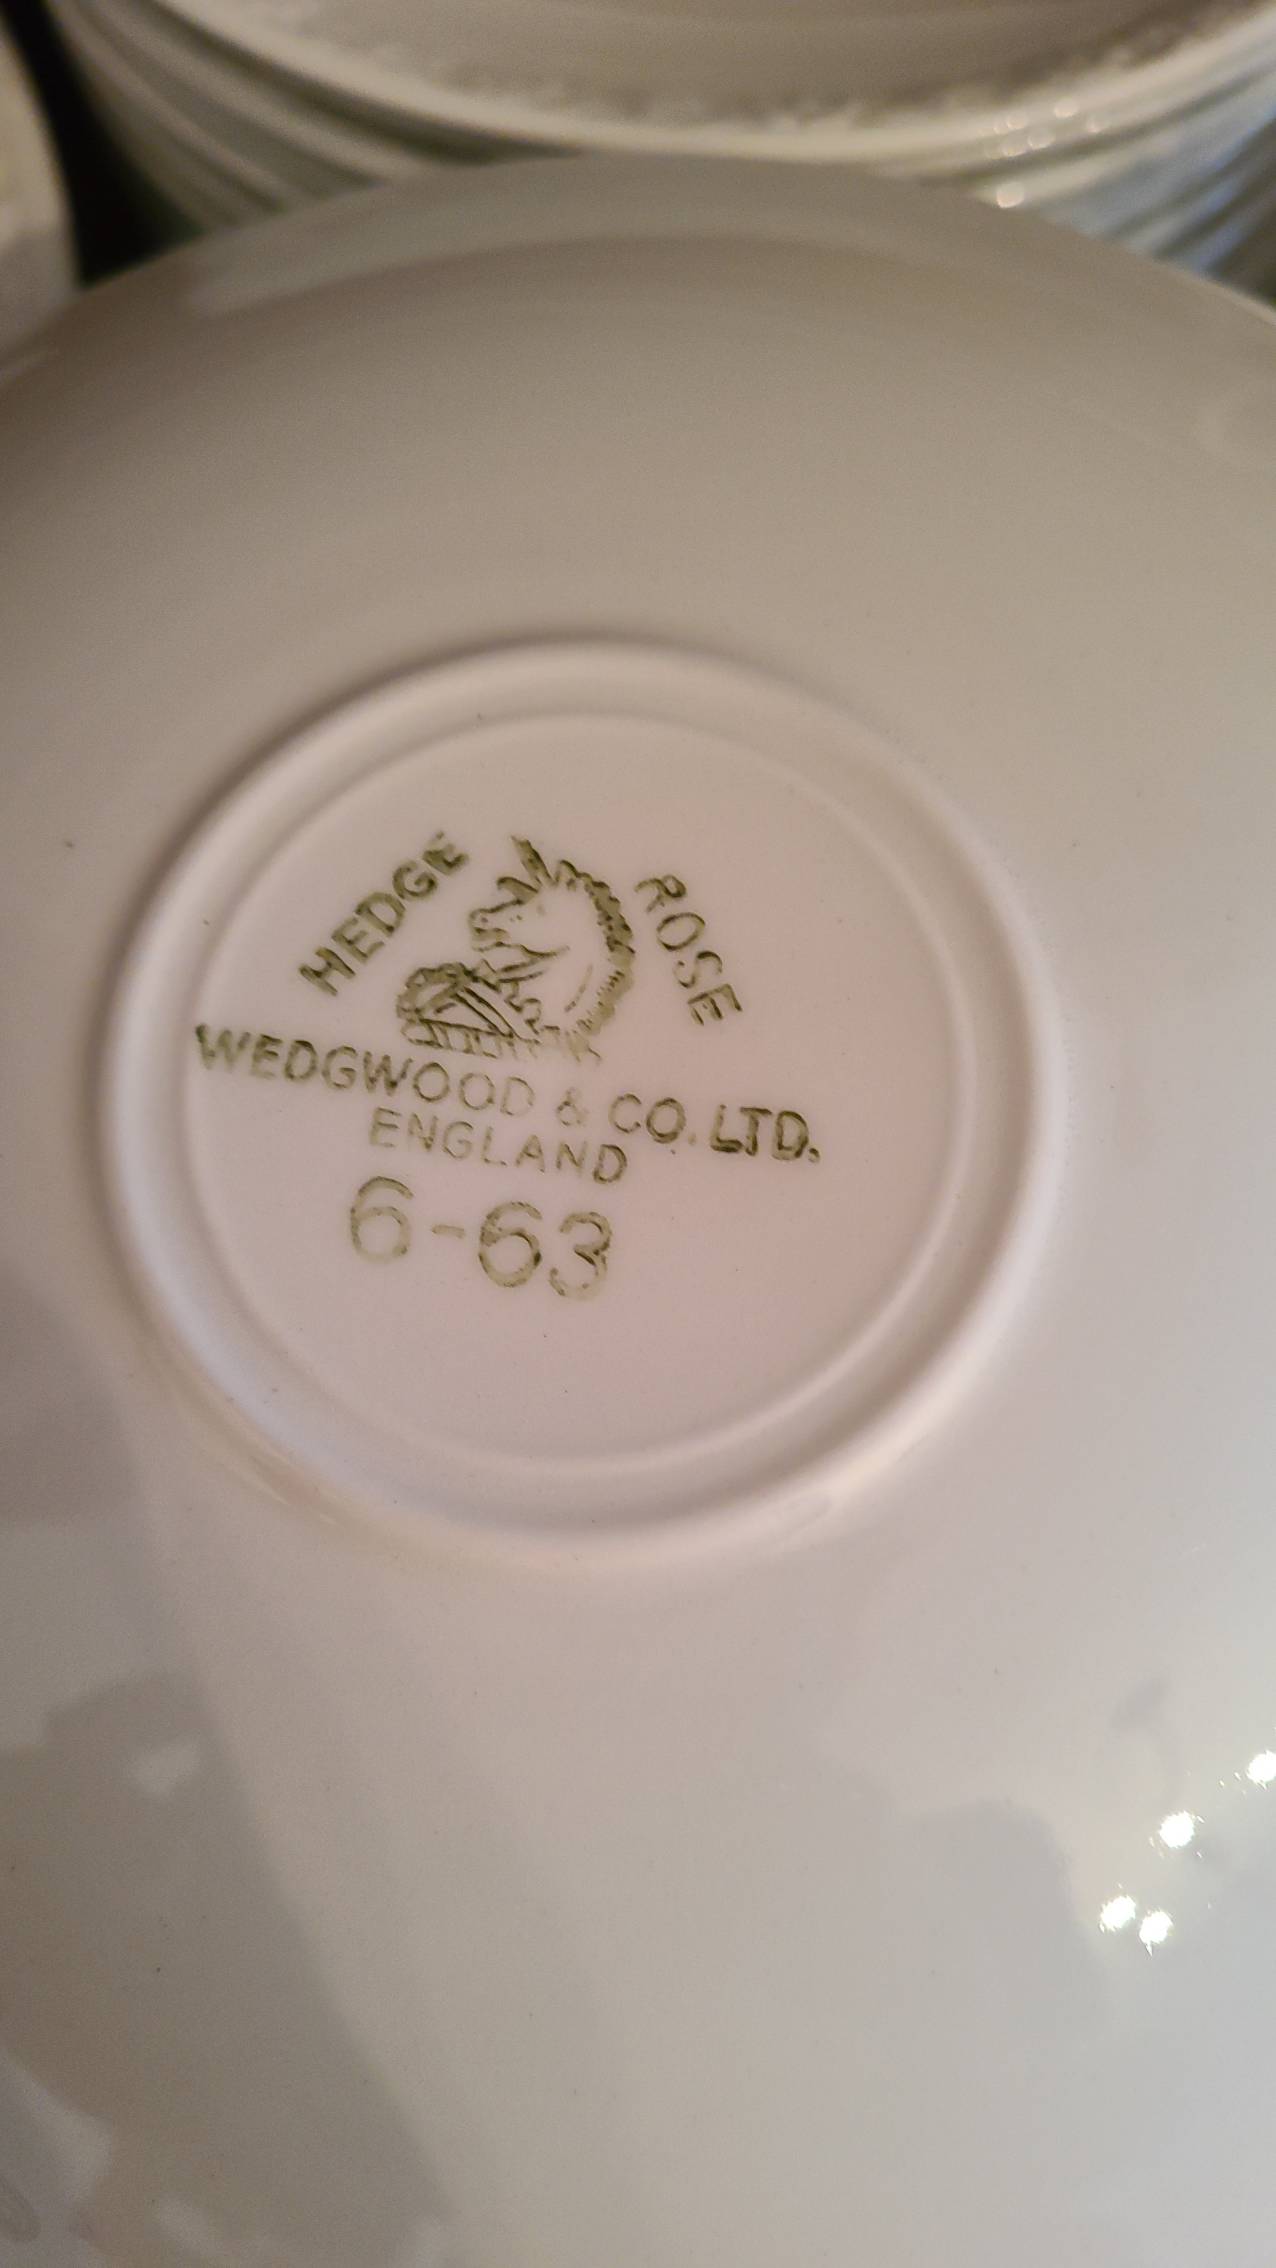 HEDGE ROSE
WEDGWOOD & CO. LTD.
ENGLAND
6-63